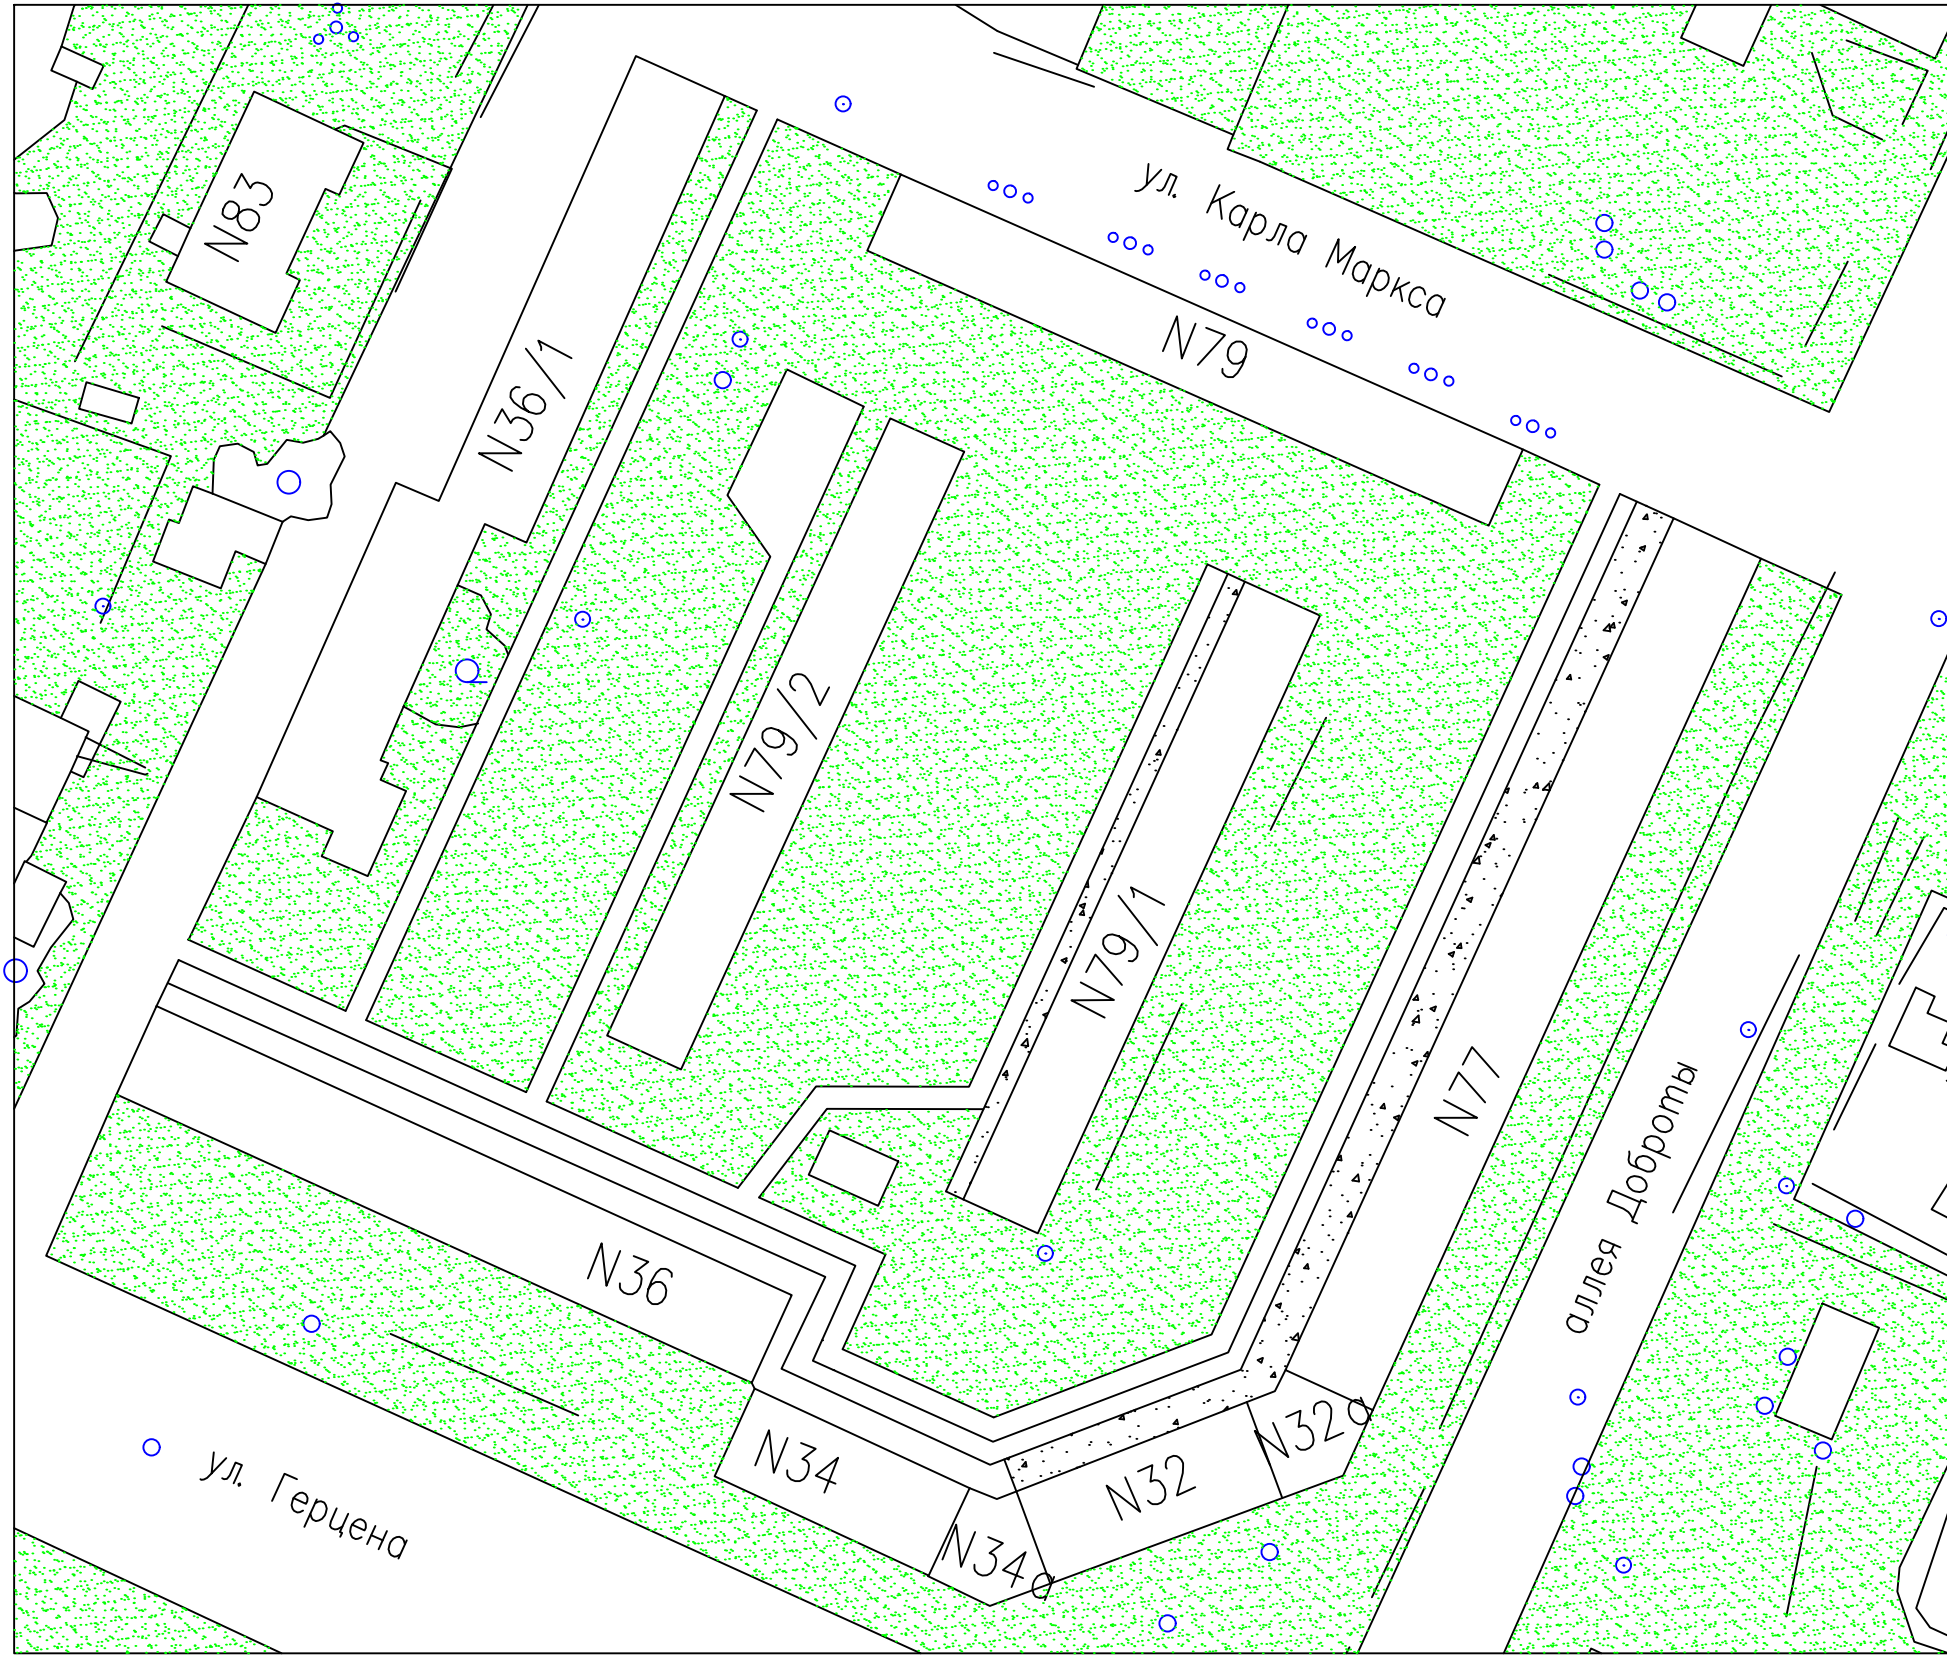 ул. Карла Маркса
N83
N79
N36/1
N79/2
N79/1
N77
аллея Доброты
N36
N32а
N34
N32
N34а
ул. Герцена